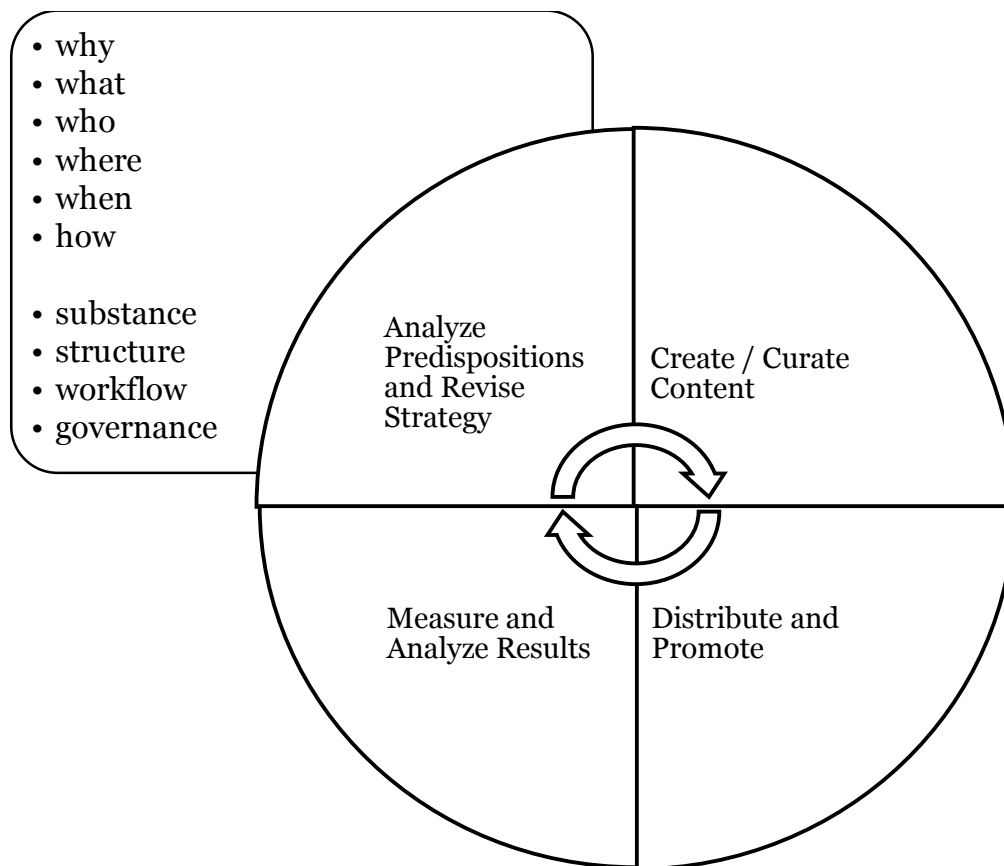 • why
• what
• who
• where
• when
• how
• substance
• structure
• workflow
• governance
Analyze
Predispositions
and Revise
Strategy
Create / Curate
Content
Measure and
Analyze Results
Distribute and
Promote